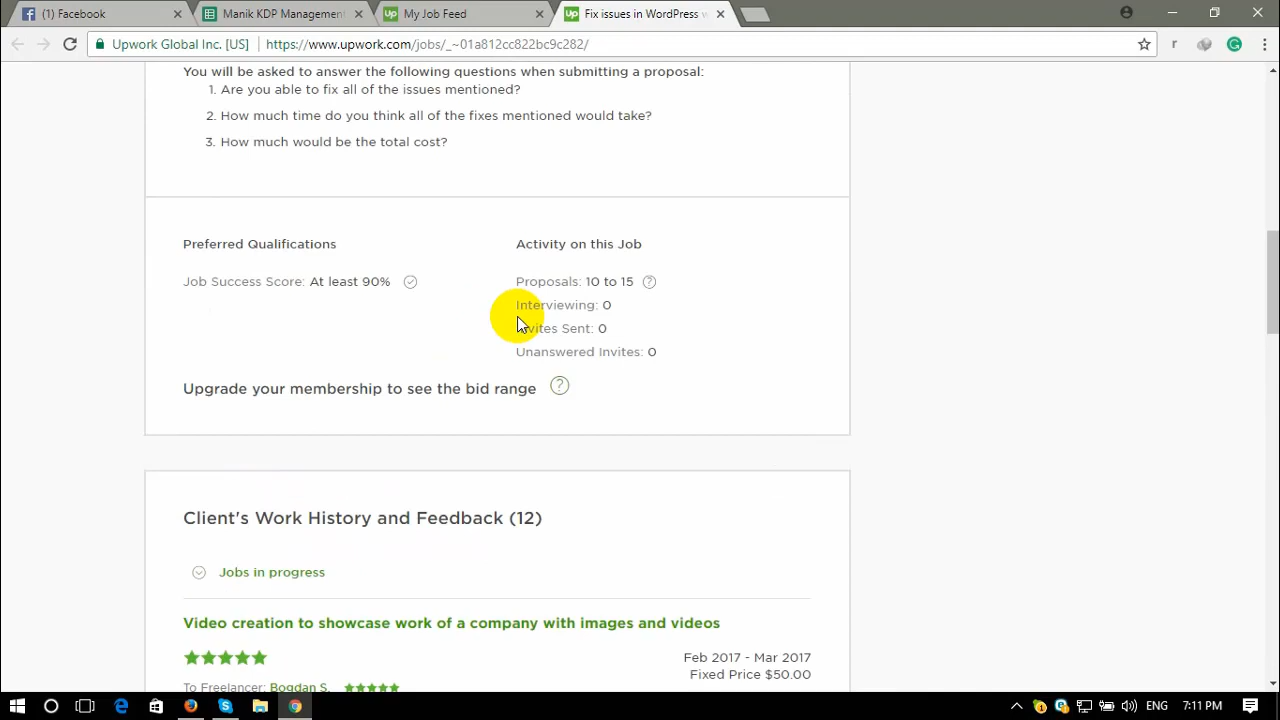 (1) Facebook
Manik KDP Management
My Job Feed
Fix issues in WordPress w
Upwork Global Inc. [US]
https://www.upwork.com/jobs/_~01a812cc822bc9c282/
You will be asked to answer the following questions when submitting a proposal:
1. Are you able to fix all of the issues mentioned?
2. How much time do you think all of the fixes mentioned would take?
3. How much would be the total cost?
Preferred Qualifications
Job Success Score: At least 90%
Activity on this Job
Proposals: 10 to 15
Interviewing: 0
Invites Sent: 0
Unanswered Invites: 0
Upgrade your membership to see the bid range
Client's Work History and Feedback (12)
Jobs in progress
Video creation to showcase work of a company with images and videos
Feb 2017 - Mar 2017
Fixed Price $50.00
To Freelancer: Bogdan S.
ENG
7:11 PM